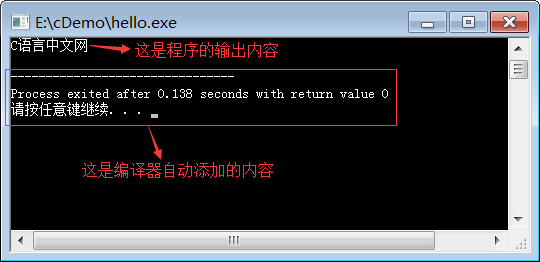 E:\cDemo\hello.exe
C语言中文网 这是程序的输出内容
--------------------------------
Process exited after 0.138 seconds with return value 0
请按任意键继续. . .
这是编译器自动添加的内容